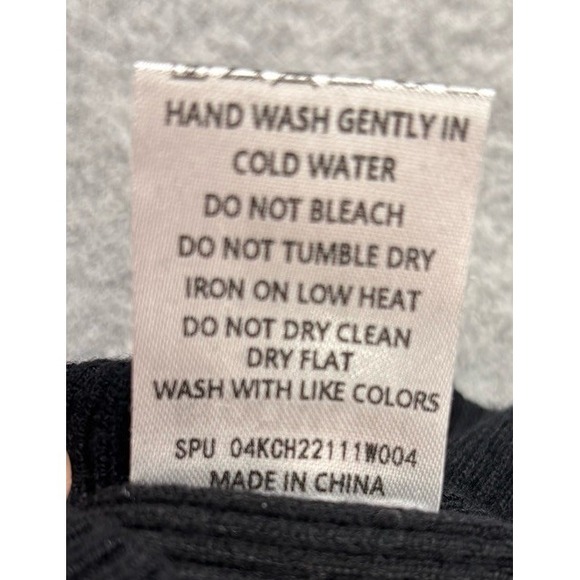 HAND WASH GENTLY IN
COLD WATER
DO NOT BLEACH
DO NOT TUMBLE DRY
IRON ON LOW HEAT
DO NOT DRY CLEAN
DRY FLAT
WASH WITH LIKE COLORS
SPU 04KCH22111W004
MADE IN CHINA